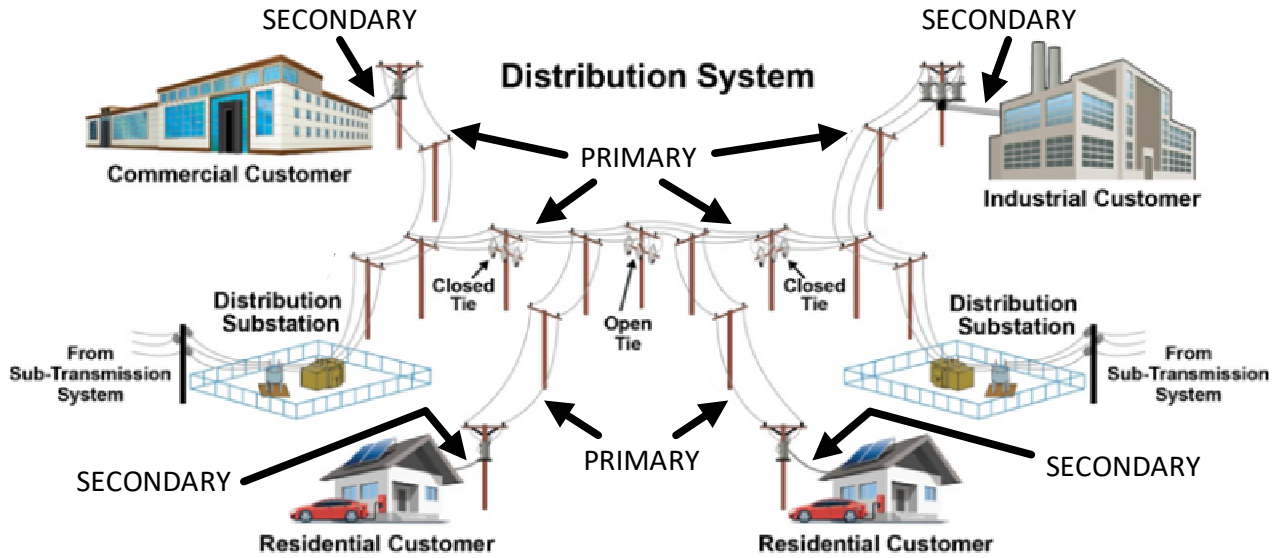 SECONDARY
SECONDARY
Distribution System
PRIMARY
Commercial Customer
Industrial Customer
Closed
Tie
Open
Tie
Closed
Tie
Distribution
Substation
Distribution
Substation
From
Sub-Transmission
System
From
Sub-Transmission
System
SECONDARY
PRIMARY
SECONDARY
Residential Customer
Residential Customer